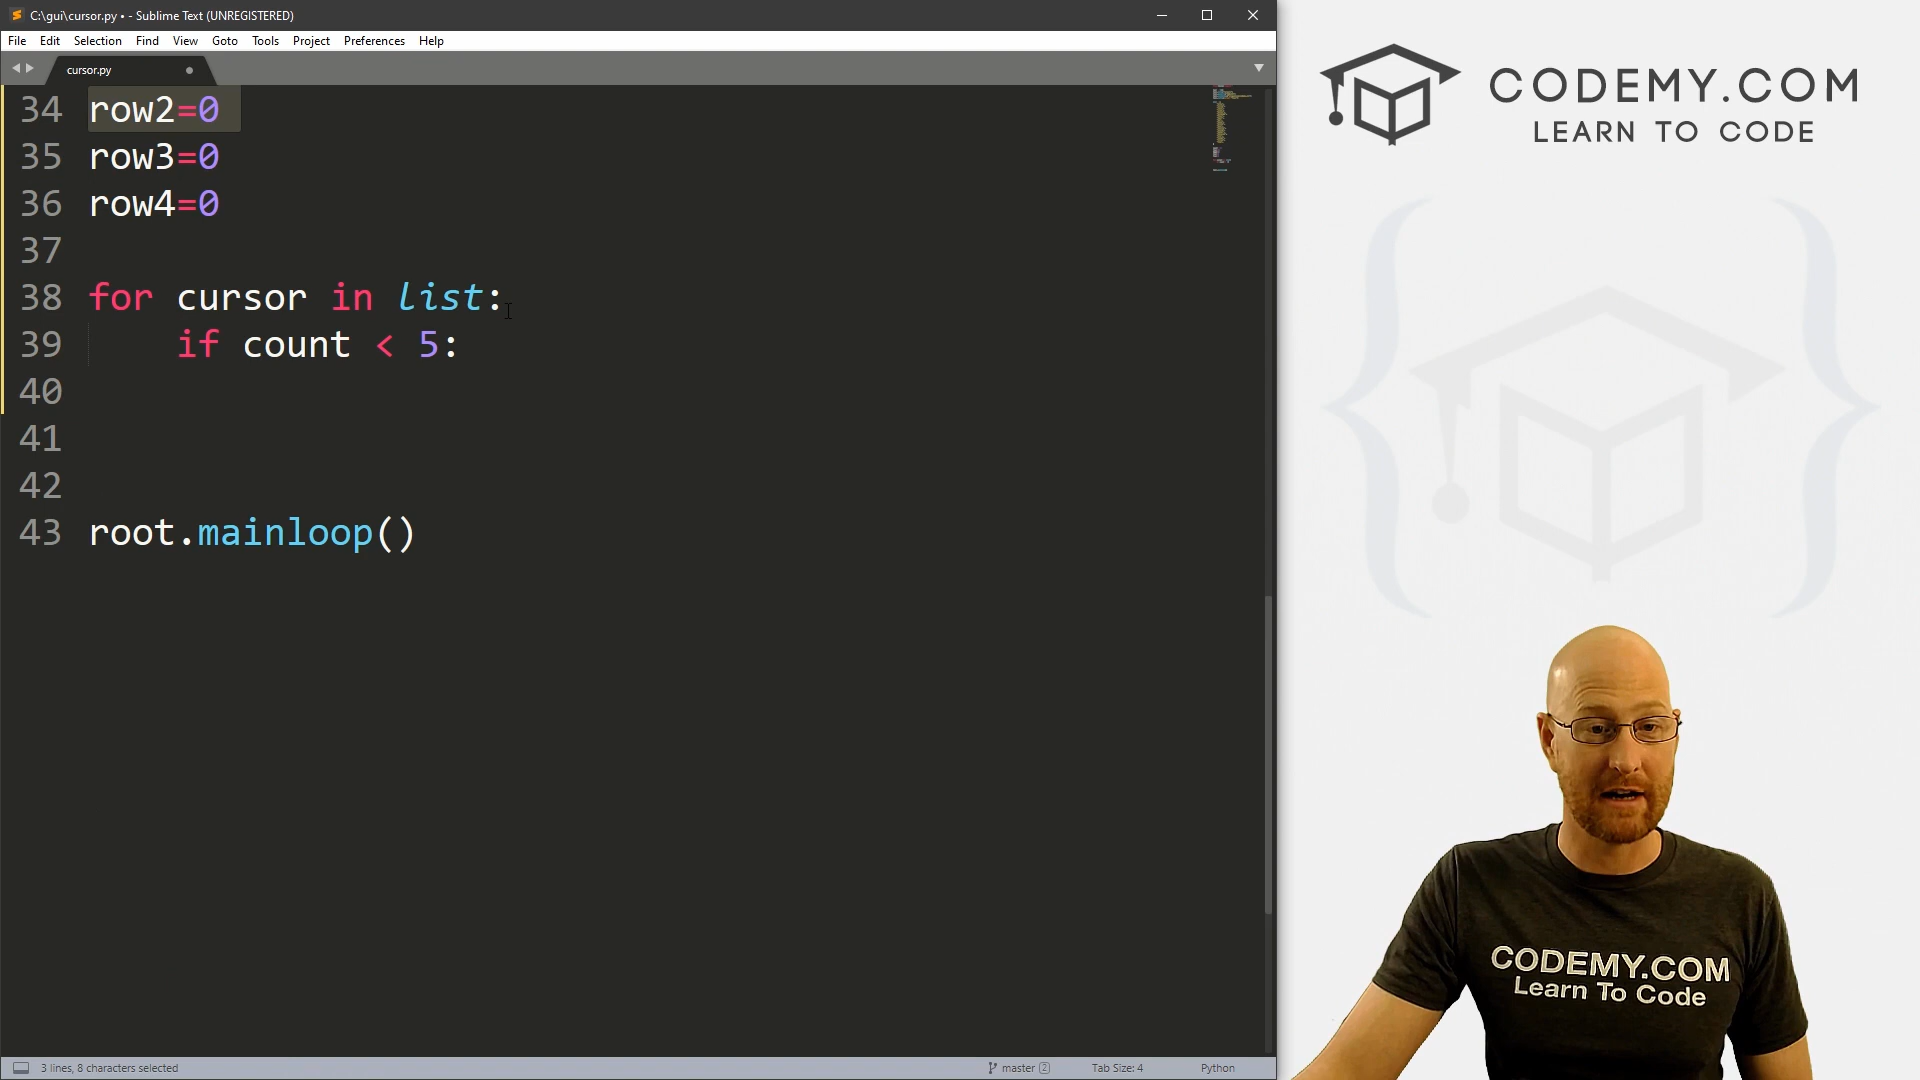 C:\gui\cursor.py • - Sublime Text (UNREGISTERED)
File Edit Selection Find View Goto Tools Project Preferences Help
cursor.py
34 row2=0
35 row3=0
36 row4=0
37
38 for cursor in list:
39 if count < 5:
40
41
42
43 root.mainloop()
3 lines, 8 characters selected
master 2
Tab Size: 4
Python
CODEMY.COM
LEARN TO CODE
CODEMY.COM
Learn To Code